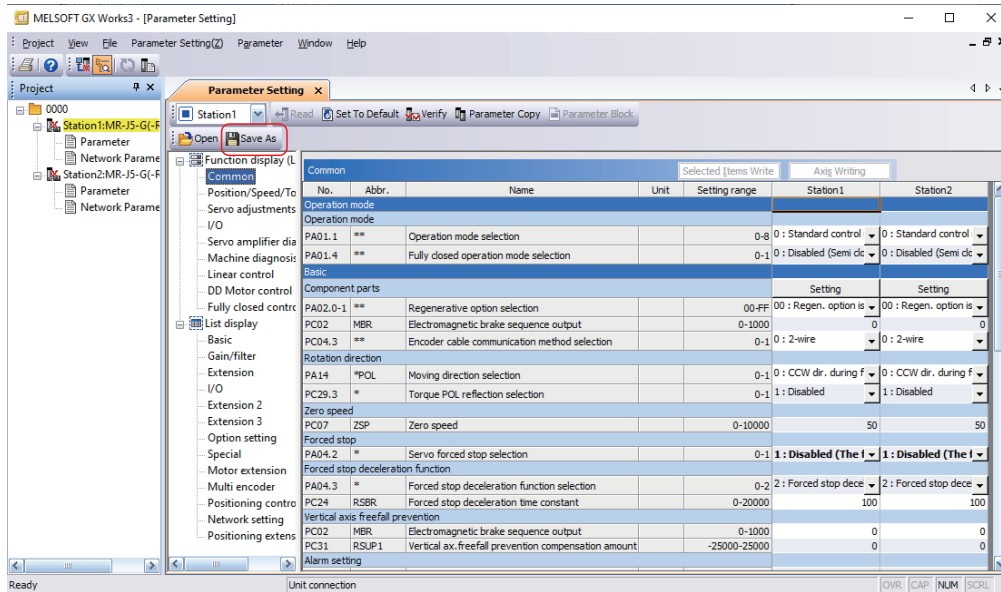 MELSOFT GX Works3 - [Parameter Setting]
Project View File Parameter Setting(Z) Parameter Window Help
Project
Parameter Setting
0000
Station1:MR-J5-G(-R
Parameter
Network Parame
Station2:MR-J5-G(-R
Parameter
Network Parame
Station1 Read Set To Default Verify Parameter Copy Parameter Block
Open Save As
Function display (L
Common
Position/Speed/To
Servo adjustments
I/O
Servo amplifier dia
Machine diagnosis
Linear control
DD Motor control
Fully closed contro
List display
Basic
Gain/filter
Extension
I/O
Extension 2
Extension 3
Option setting
Special
Motor extension
Multi encoder
Positioning contro
Network setting
Positioning extens
Common Selected Items Write Axis Writing
No. Abbr. Name Unit Setting range Station1 Station2
Operation mode
Operation mode
PA01.1 ** Operation mode selection 0-8 0 : Standard control 0 : Standard control
PA01.4 ** Fully closed operation mode selection 0-1 0 : Disabled (Semi clo 0 : Disabled (Semi clo
Basic
Component parts Setting Setting
PA02.0-1 ** Regenerative option selection 00-FF 00 : Regen. option is 00 : Regen. option is
PC02 MBR Electromagnetic brake sequence output 0-1000 0 0
PC04.3 ** Encoder cable communication method selection 0-1 0 : 2-wire 0 : 2-wire
Rotation direction
PA14 *POL Moving direction selection 0-1 0 : CCW dir. during f 0 : CCW dir. during f
PC29.3 * Torque POL reflection selection 0-1 1 : Disabled 1 : Disabled
Zero speed
PC07 ZSP Zero speed 0-10000 50 50
Forced stop
PA04.2 * Servo forced stop selection 0-1 1 : Disabled (The f 1 : Disabled (The f
Forced stop deceleration function
PA04.3 * Forced stop deceleration function selection 0-2 2 : Forced stop dece 2 : Forced stop dece
PC24 RSBR Forced stop deceleration time constant 0-20000 100 100
Vertical axis freefall prevention
PC02 MBR Electromagnetic brake sequence output 0-1000 0 0
PC31 RSUP1 Vertical ax.freefall prevention compensation amount -25000-25000 0 0
Alarm setting
Ready Unit connection OVR CAP NUM SCRL